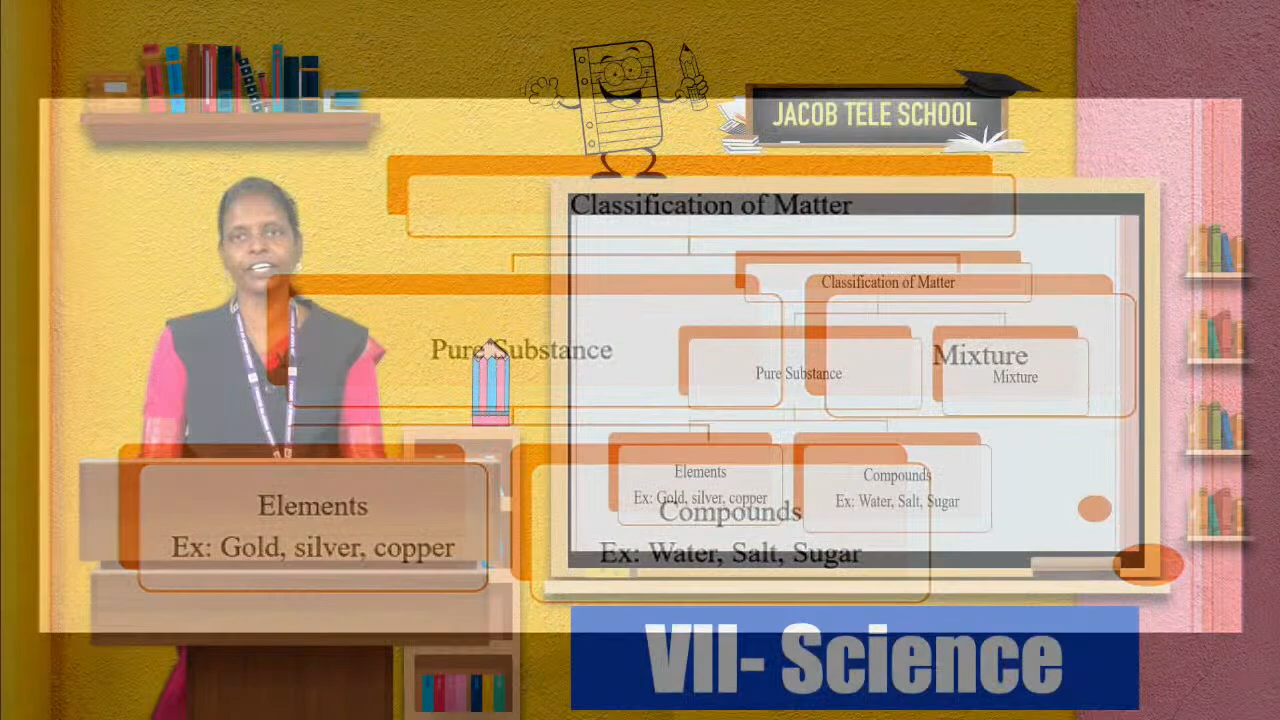 JACOB TELE SCHOOL
Classification of Matter
Pure Substance
Mixture
Elements
Ex: Gold, silver, copper
Compounds
Ex: Water, Salt, Sugar
Classification of Matter
Pure Substance
Mixture
Elements
Ex: Gold, silver, copper
Compounds
Ex: Water, Salt, Sugar
VII- Science